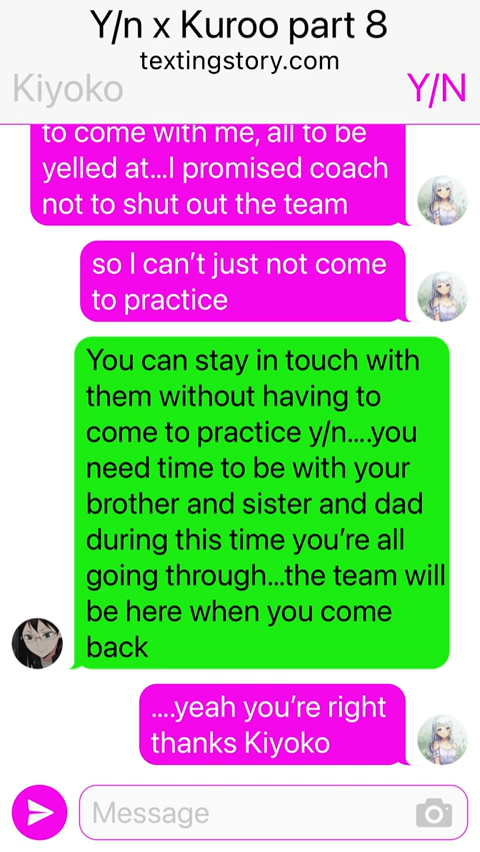 Y/n x Kuroo part 8
textingstory.com
Kiyoko
Y/N
to come with me, all to be
yelled at...I promised coach
not to shut out the team
so I can't just not come
to practice
You can stay in touch with
them without having to
come to practice y/n....you
need time to be with your
brother and sister and dad
during this time you're all
going through...the team will
be here when you come
back
....yeah you're right
thanks Kiyoko
Message